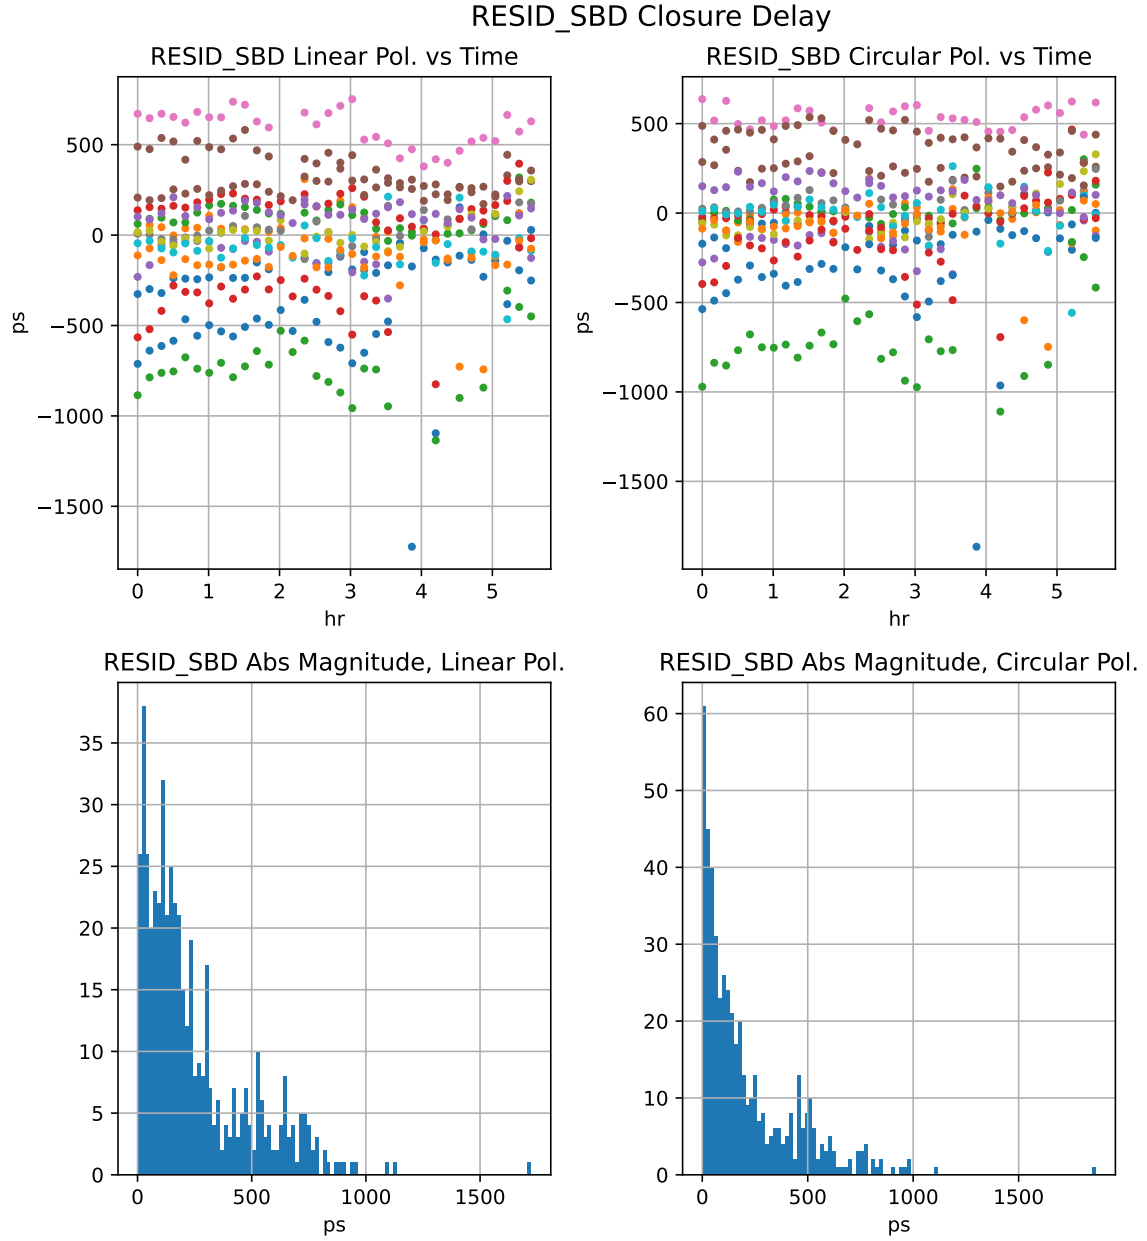 RESID_SBD Closure Delay
RESID_SBD Linear Pol. vs Time
500
0
−500
−1000
−1500
ps
0 1 2 3 4 5
hr
RESID_SBD Circular Pol. vs Time
500
0
−500
−1000
−1500
ps
0 1 2 3 4 5
hr
RESID_SBD Abs Magnitude, Linear Pol.
35
30
25
20
15
10
5
0
0 500 1000 1500
ps
RESID_SBD Abs Magnitude, Circular Pol.
60
50
40
30
20
10
0
0 500 1000 1500
ps